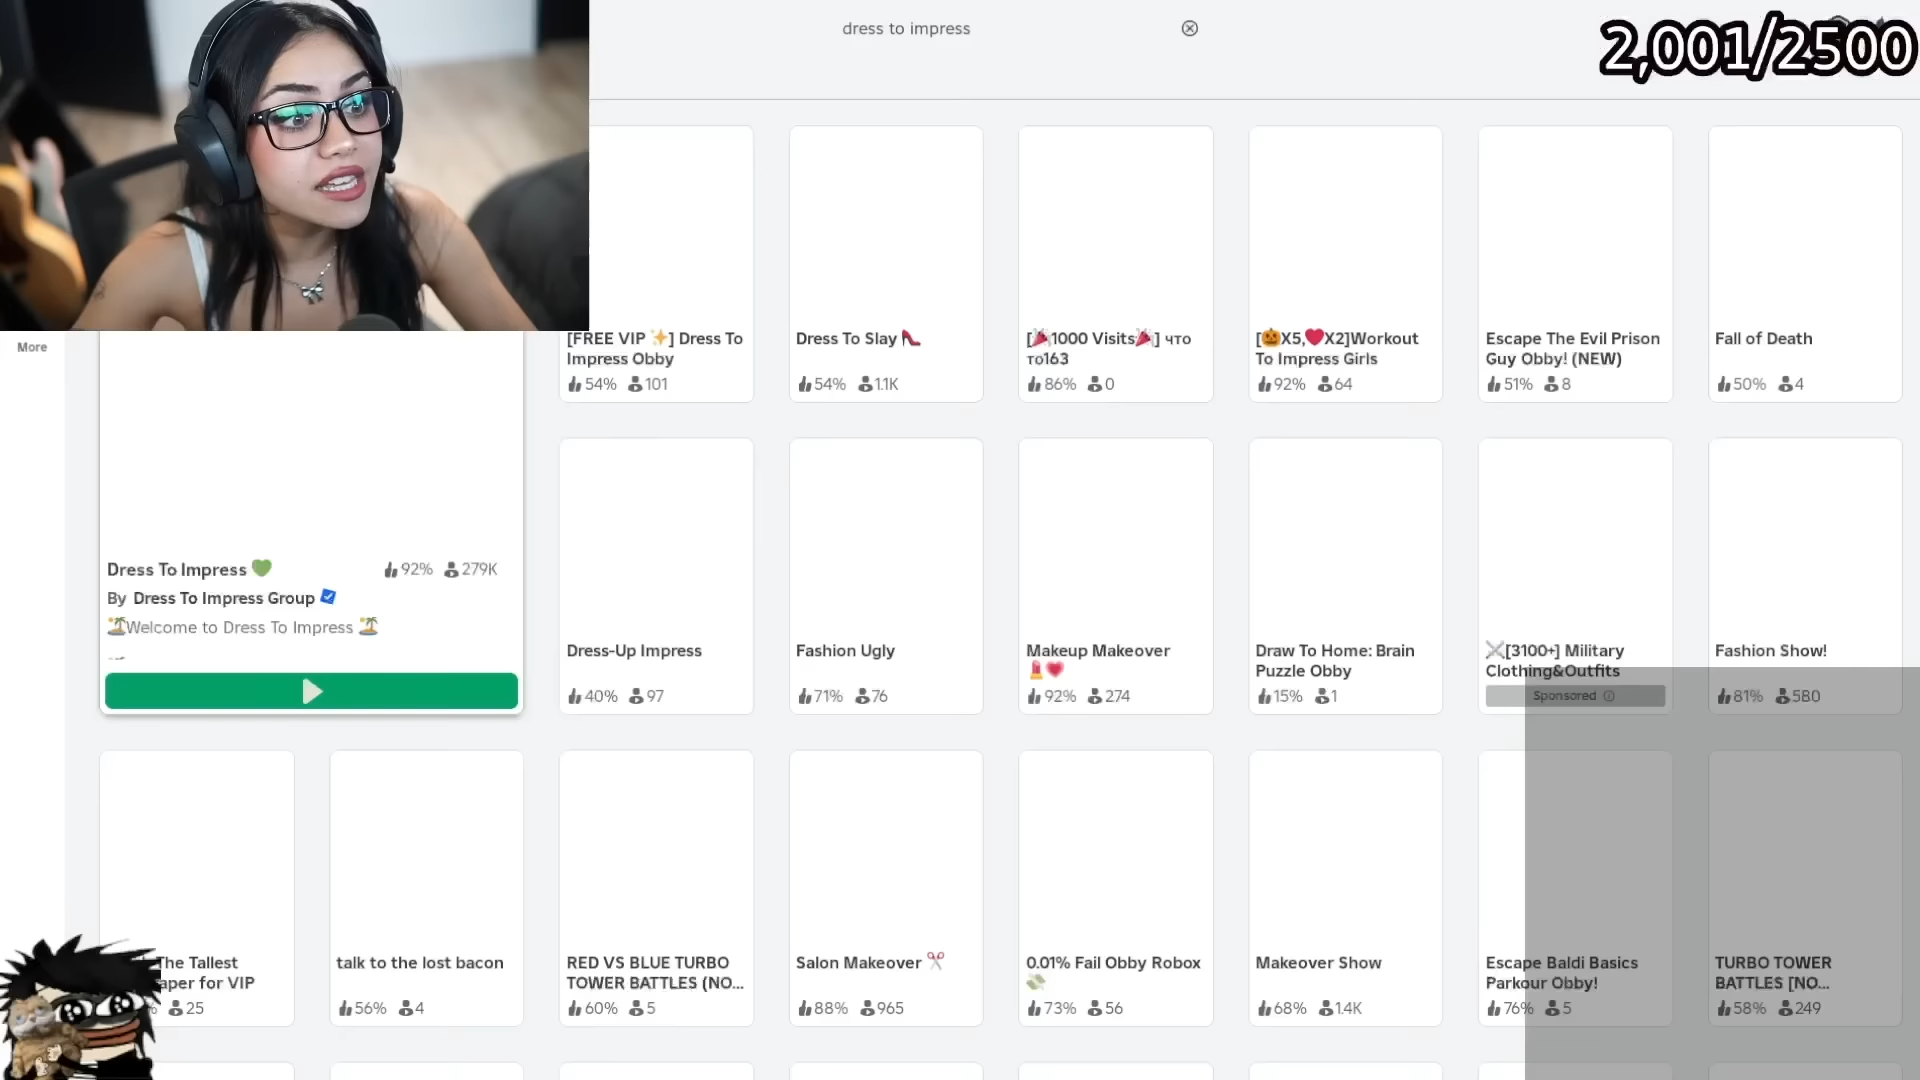 dress to impress
2,001/2500
More
[FREE VIP ✨] Dress To
Impress Obby
54% 101
Dress To Slay 👠
54% 1.1K
[🎉1000 Visits🎉] что
то163
86% 0
[🎃X5,❤️X2]Workout
To Impress Girls
92% 64
Escape The Evil Prison
Guy Obby! (NEW)
51% 8
Fall of Death
50% 4
Dress To Impress 💚
92% 279K
By Dress To Impress Group
🏝️Welcome to Dress To Impress 🏝️
Dress-Up Impress
40% 97
Fashion Ugly
71% 76
Makeup Makeover
💄💗
92% 274
Draw To Home: Brain
Puzzle Obby
15% 1
⚔️[3100+] Military
Clothing&Outfits
Sponsored
Fashion Show!
81% 580
The Tallest
aper for VIP
% 25
talk to the lost bacon
56% 4
RED VS BLUE TURBO
TOWER BATTLES (NO...
60% 5
Salon Makeover ✂️
88% 965
0.01% Fail Obby Robox
💸
73% 56
Makeover Show
68% 1.4K
Escape Baldi Basics
Parkour Obby!
76% 5
TURBO TOWER
BATTLES [NO...
58% 249